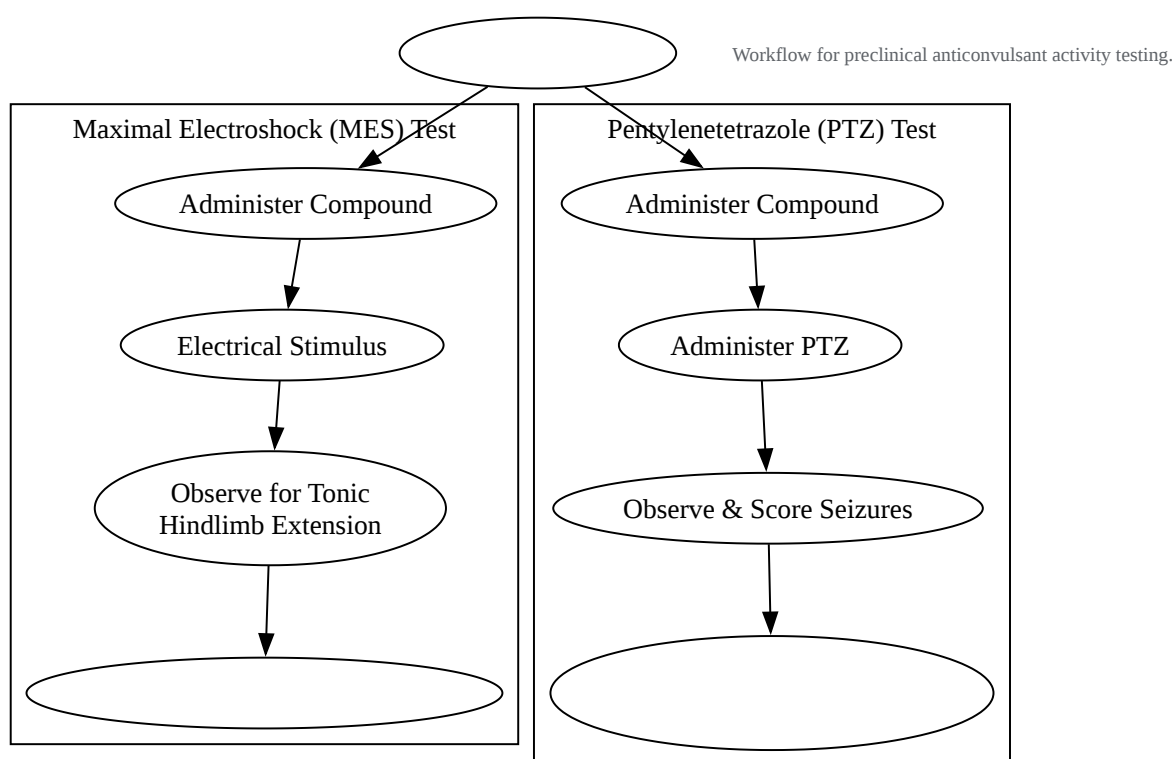 Workflow for preclinical anticonvulsant activity testing.
Maximal Electroshock (MES) Test
Administer Compound
Electrical Stimulus
Observe for Tonic
Hindlimb Extension
Pentylenetetrazole (PTZ) Test
Administer Compound
Administer PTZ
Observe & Score Seizures